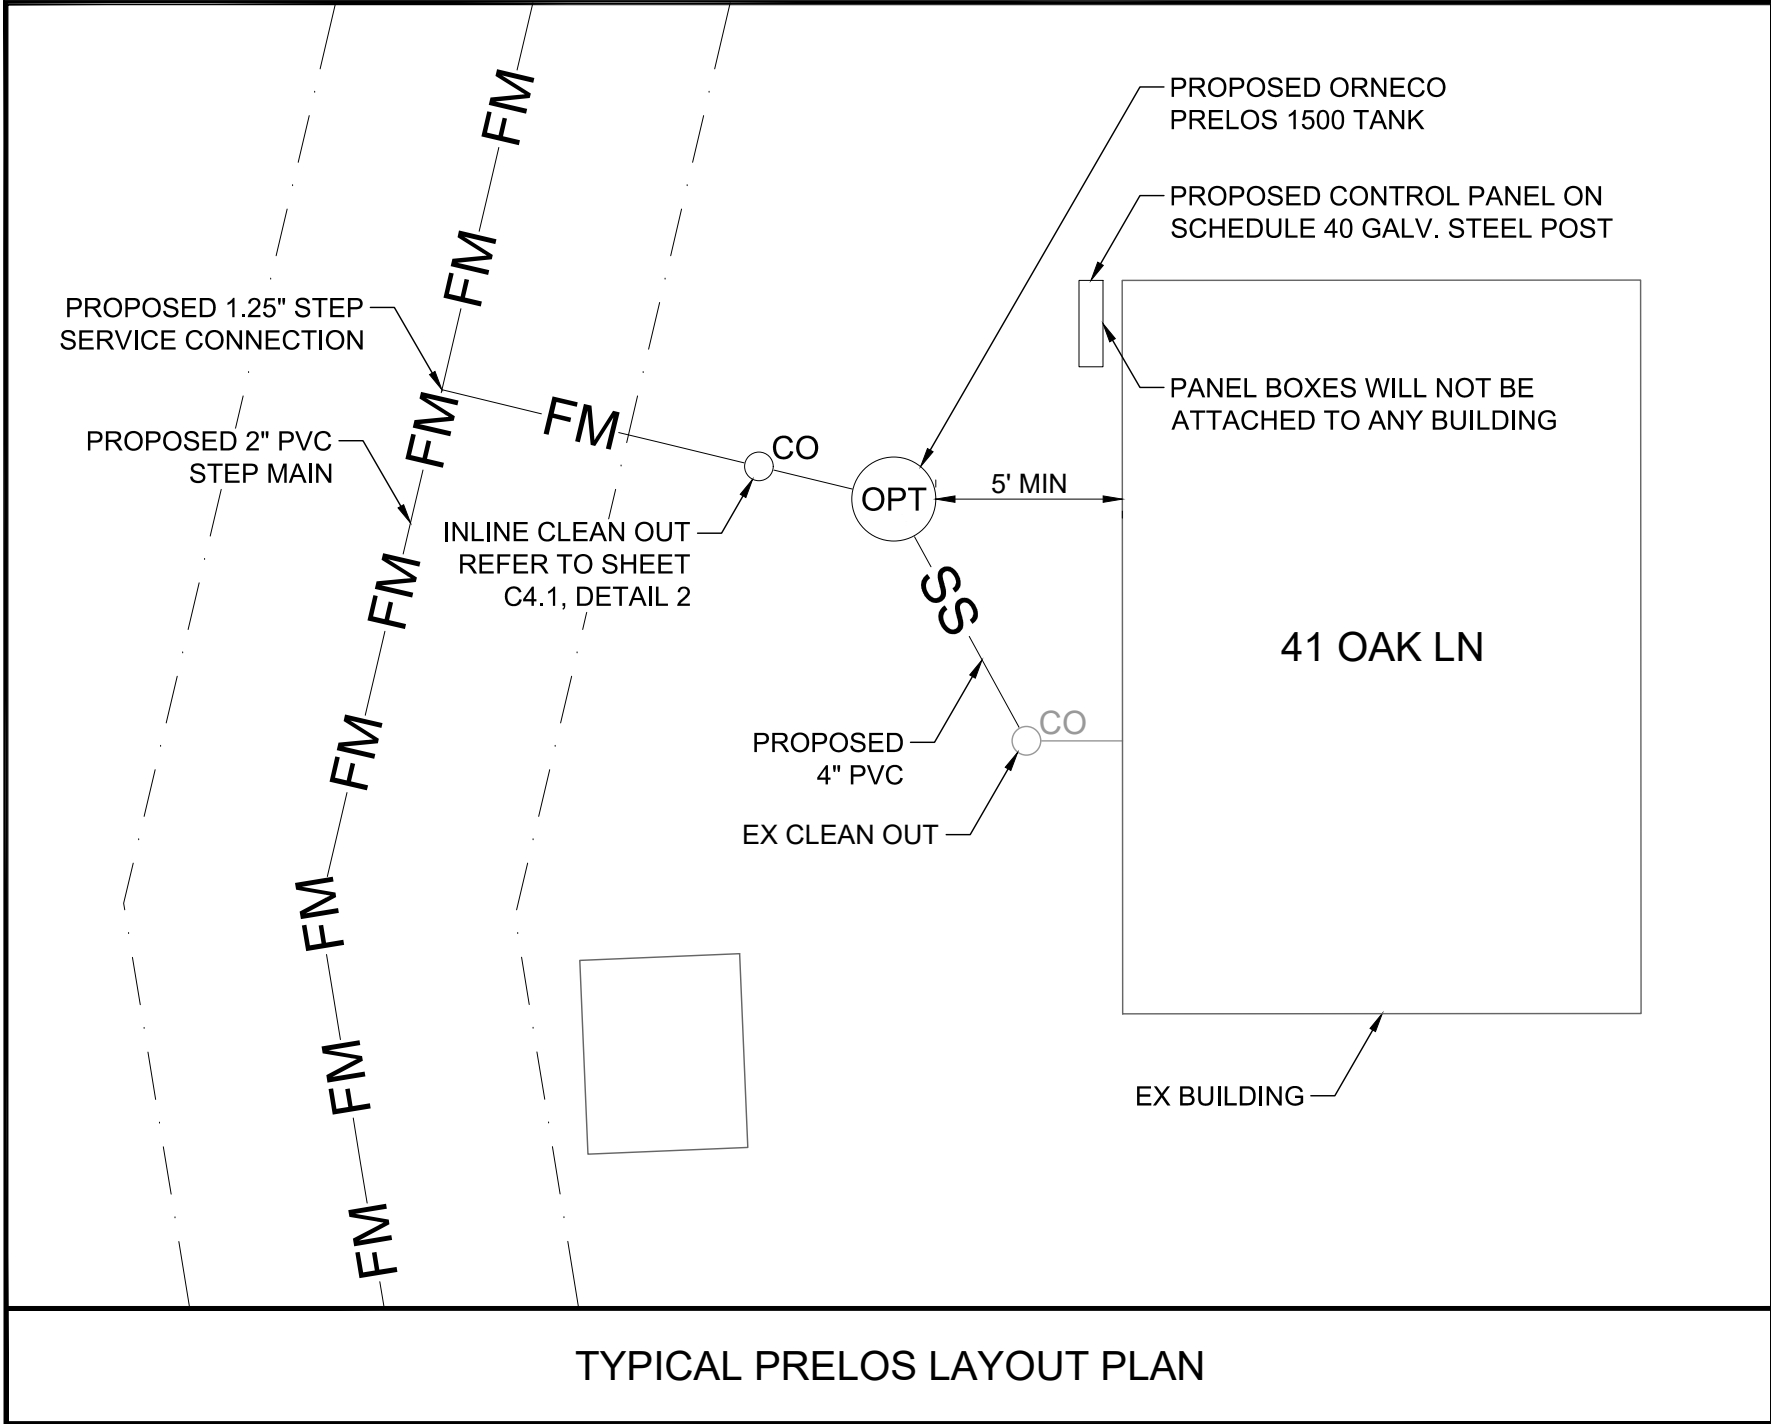 FM
PROPOSED ORNECO
PRELOS 1500 TANK
PROPOSED CONTROL PANEL ON
SCHEDULE 40 GALV. STEEL POST
FM
PROPOSED 1.25" STEP
SERVICE CONNECTION
PANEL BOXES WILL NOT BE
ATTACHED TO ANY BUILDING
FM
FM
PROPOSED 2" PVC
STEP MAIN
CO
OPT
5' MIN
INLINE CLEAN OUT
REFER TO SHEET
C4.1, DETAIL 2
FM
SS
41 OAK LN
FM
PROPOSED
4" PVC
CO
EX CLEAN OUT
FM
FM
EX BUILDING
FM
TYPICAL PRELOS LAYOUT PLAN